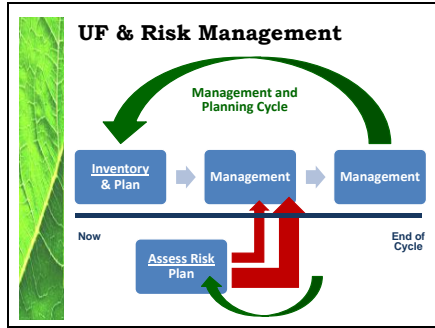 UF & Risk Management
Management and
Planning Cycle
Inventory
& Plan
Management
Management
Now
End of
Cycle
Assess Risk
Plan